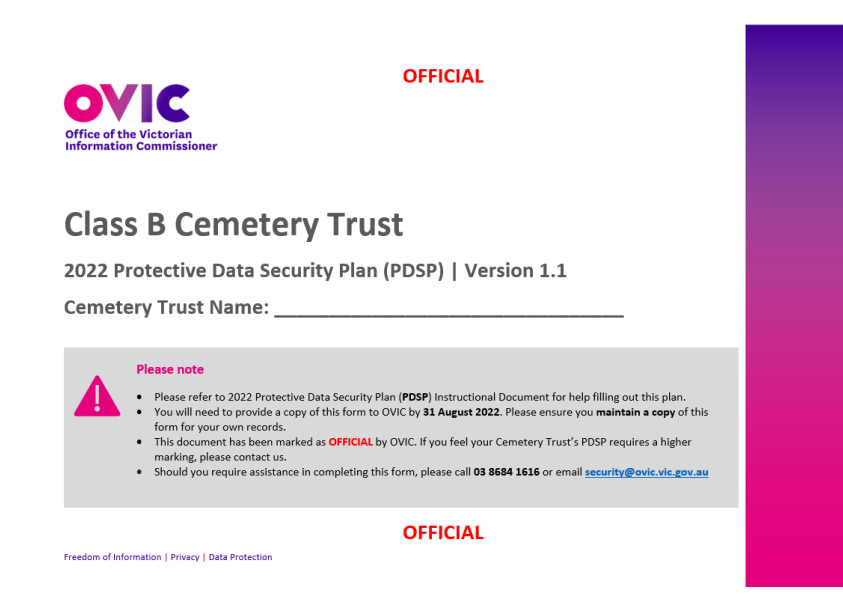 OFFICIAL
OVIC
Office of the Victorian
Information Commissioner
Class B Cemetery Trust
2022 Protective Data Security Plan (PDSP) | Version 1.1
Cemetery Trust Name: ________________________________
Please note
• Please refer to 2022 Protective Data Security Plan (PDSP) Instructional Document for help filling out this plan.
• You will need to provide a copy of this form to OVIC by 31 August 2022. Please ensure you maintain a copy of this
form for your own records.
• This document has been marked as OFFICIAL by OVIC. If you feel your Cemetery Trust's PDSP requires a higher
marking, please contact us.
• Should you require assistance in completing this form, please call 03 8684 1616 or email security@ovic.vic.gov.au
OFFICIAL
Freedom of Information | Privacy | Data Protection